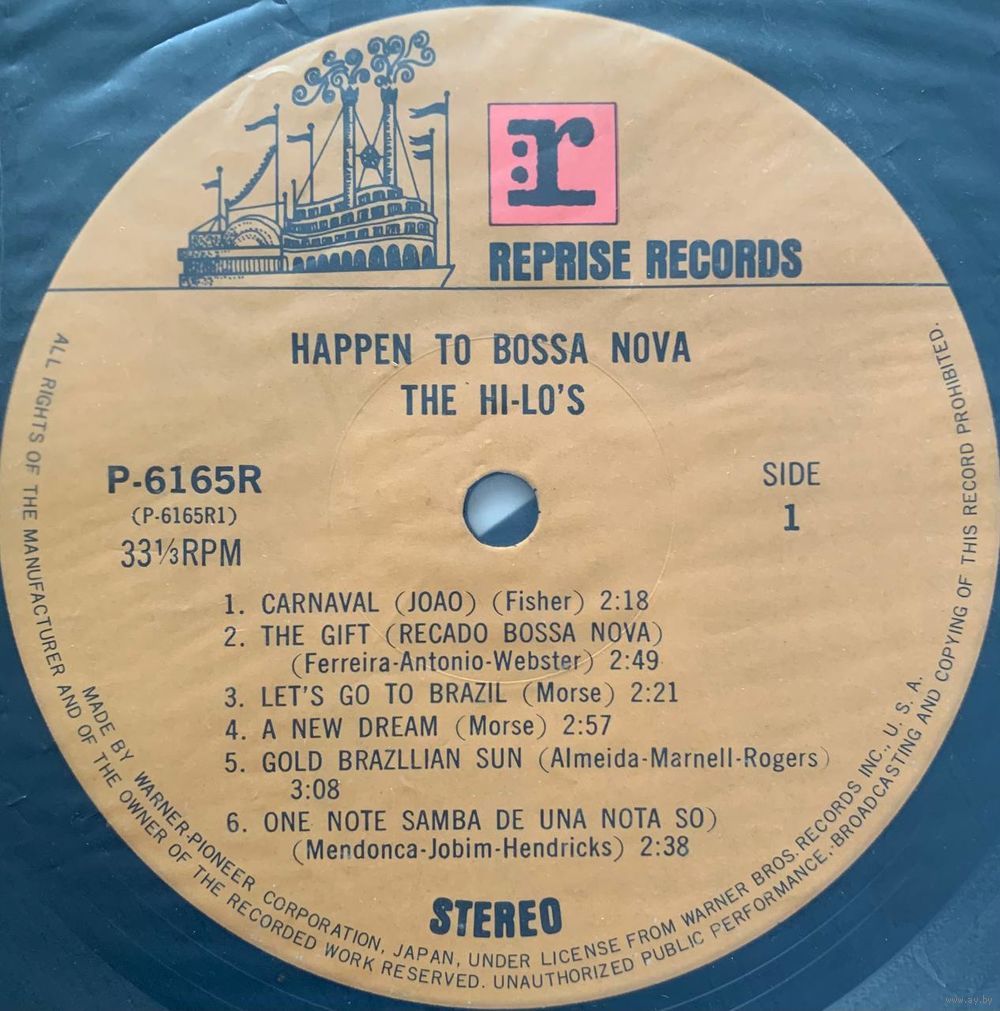 :r
REPRISE RECORDS
HAPPEN TO BOSSA NOVA
THE HI-LO'S
P-6165R
(P-6165R1)
33⅓RPM
SIDE
1
1. CARNAVAL (JOAO) (Fisher) 2:18
2. THE GIFT (RECADO BOSSA NOVA)
(Ferreira-Antonio-Webster) 2:49
3. LET'S GO TO BRAZIL (Morse) 2:21
4. A NEW DREAM (Morse) 2:57
5. GOLD BRAZLLIAN SUN (Almeida-Marnell-Rogers)
3:08
6. ONE NOTE SAMBA DE UNA NOTA SO)
(Mendonca-Jobim-Hendricks) 2:38
STEREO
MADE BY WARNER-PIONEER CORPORATION, JAPAN, UNDER LICENSE FROM WARNER BROS. RECORDS INC., U. S. A.
ALL RIGHTS OF THE MANUFACTURER AND OF THE OWNER OF THE RECORDED WORK RESERVED. UNAUTHORIZED PUBLIC PERFORMANCE, BROADCASTING AND COPYING OF THIS RECORD PROHIBITED.
www.ay.by